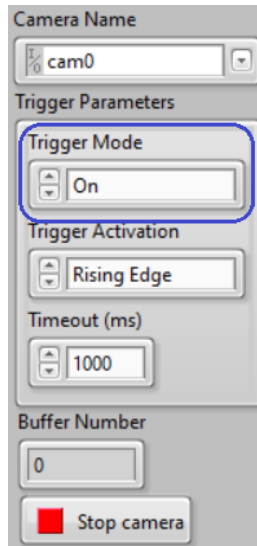 Camera Name
I/O cam0
Trigger Parameters
Trigger Mode
On
Trigger Activation
Rising Edge
Timeout (ms)
1000
Buffer Number
0
Stop camera